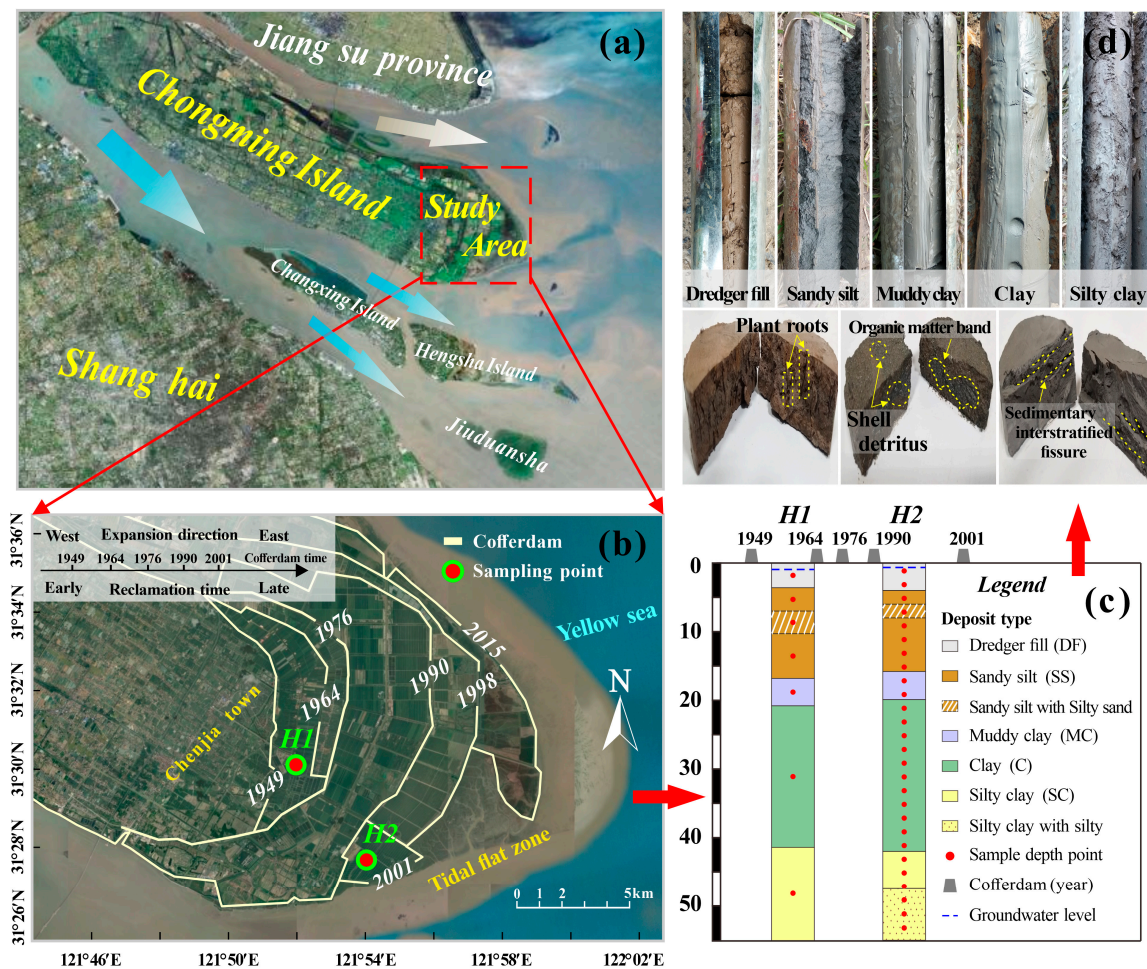 (a)
Jiang su province
Chongming Island
Study
Area
Changxing Island
Hengsha Island
Shang hai
Jiuduansha
(d)
Dredger fill
Sandy silt
Muddy clay
Clay
Silty clay
Plant roots
Organic matter band
Shell
detritus
Sedimentary
interstratified
fissure
(b)
West
Expansion direction
East
1949
1964
1976
1990
2001
Cofferdam time
Early
Reclamation time
Late
Cofferdam
Sampling point
Yellow sea
N
1976
1964
1949
1990
1998
2015
2001
Chenjia town
H1
H2
Tidal flat zone
0 1 2 5km
31°36′N
31°34′N
31°32′N
31°30′N
31°28′N
31°26′N
121°46′E
121°50′E
121°54′E
121°58′E
122°02′E
H1
H2
1949
1964
1976
1990
2001
0
10
20
30
40
50
(c)
Legend
Deposit type
Dredger fill (DF)
Sandy silt (SS)
Sandy silt with Silty sand
Muddy clay (MC)
Clay (C)
Silty clay (SC)
Silty clay with silty
Sample depth point
Cofferdam (year)
Groundwater level